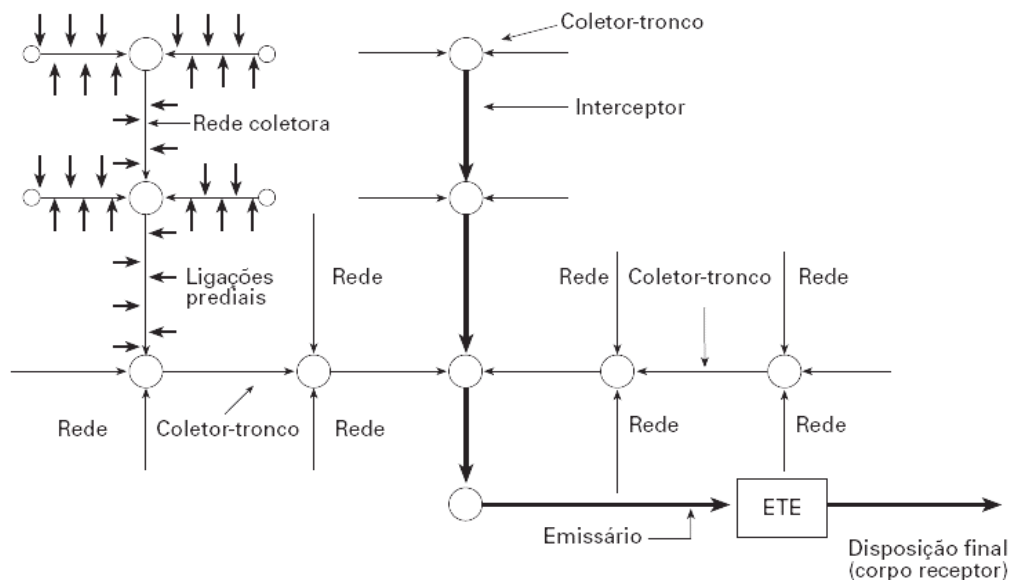 Coletor-tronco
Interceptor
Rede coletora
Ligações
prediais
Rede
Rede
Coletor-tronco
Rede
Rede
Coletor-tronco
Rede
Rede
Rede
ETE
Emissário
Disposição final
(corpo receptor)